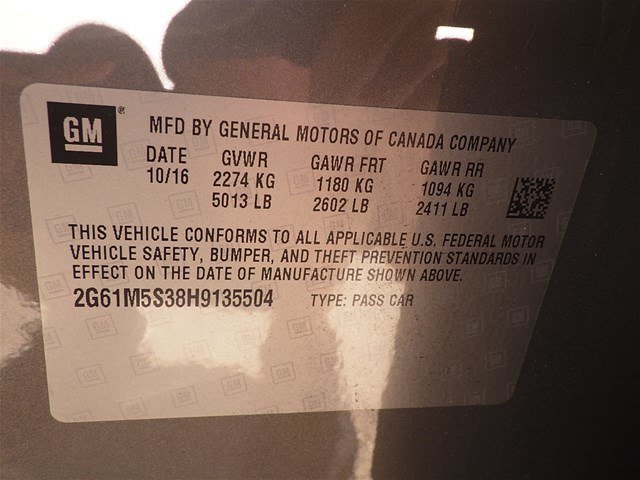 GM
MFD BY GENERAL MOTORS OF CANADA COMPANY
DATE GVWR GAWR FRT GAWR RR
10/16 2274 KG 1180 KG 1094 KG
5013 LB 2602 LB 2411 LB
THIS VEHICLE CONFORMS TO ALL APPLICABLE U.S. FEDERAL MOTOR
VEHICLE SAFETY, BUMPER, AND THEFT PREVENTION STANDARDS IN
EFFECT ON THE DATE OF MANUFACTURE SHOWN ABOVE.
2G61M5S38H9135504 TYPE: PASS CAR